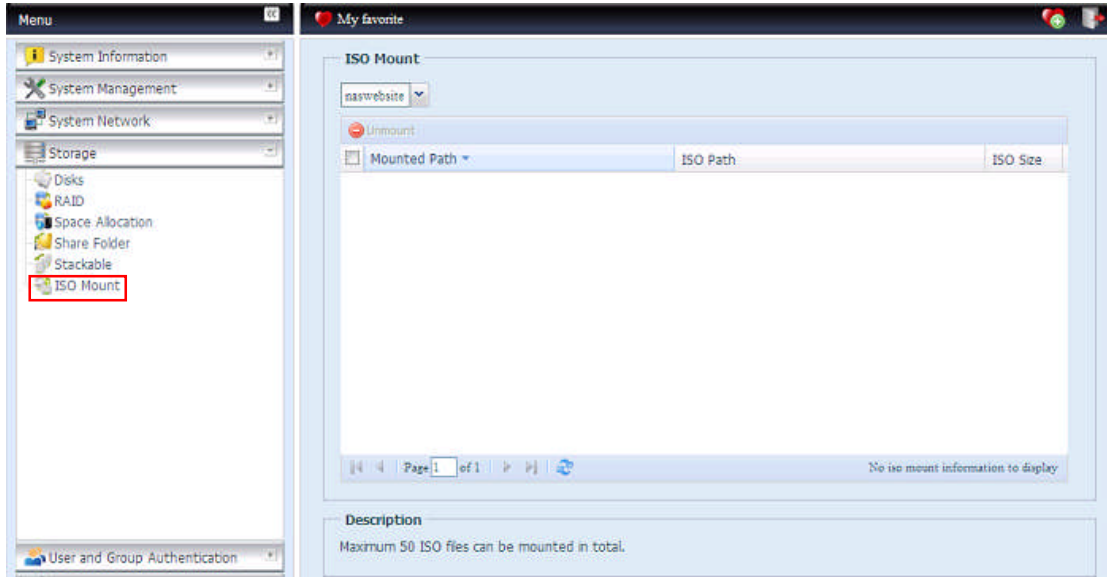 Menu
My favorite
System Information
System Management
System Network
Storage
Disks
RAID
Space Allocation
Share Folder
Stackable
ISO Mount
User and Group Authentication
ISO Mount
naswebsite
Unmount
Mounted Path
ISO Path
ISO Size
Page 1 of 1
No iso mount information to display
Description
Maximum 50 ISO files can be mounted in total.